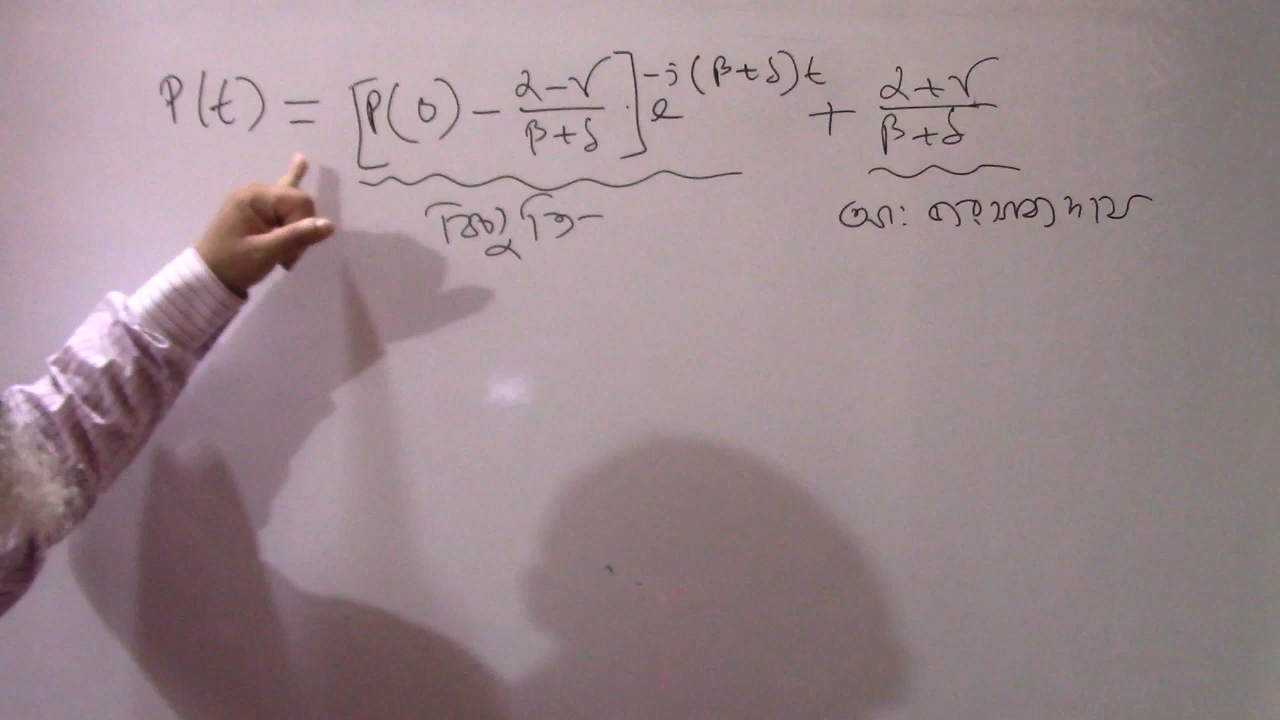 P(t) = [P(0) - (α-γ)/(β+δ)] e^{-j(β+δ)t} + (α+γ)/(β+δ)
বিচ্যুতি